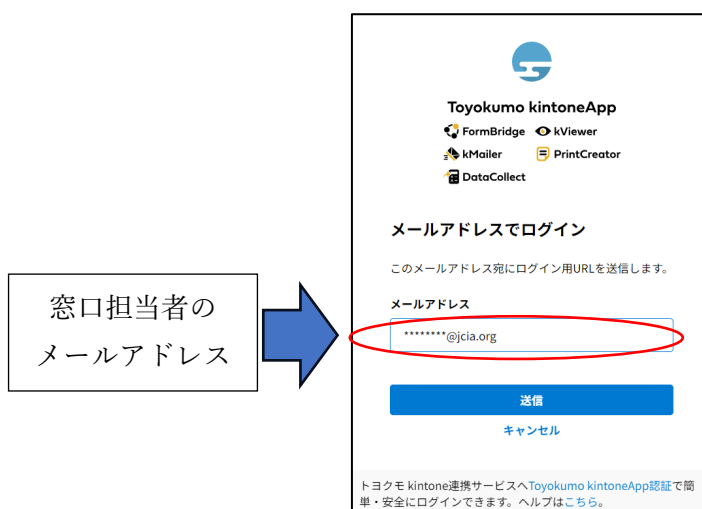 Toyokumo kintoneApp
FormBridge kViewer
kMailer PrintCreator
DataCollect
メールアドレスでログイン
このメールアドレス宛にログイン用URLを送信します。
メールアドレス
********@jcia.org
窓口担当者の
メールアドレス
送信
キャンセル
トヨクモ kintone連携サービスへToyokumo kintoneApp認証で簡
単・安全にログインできます。ヘルプはこちら。